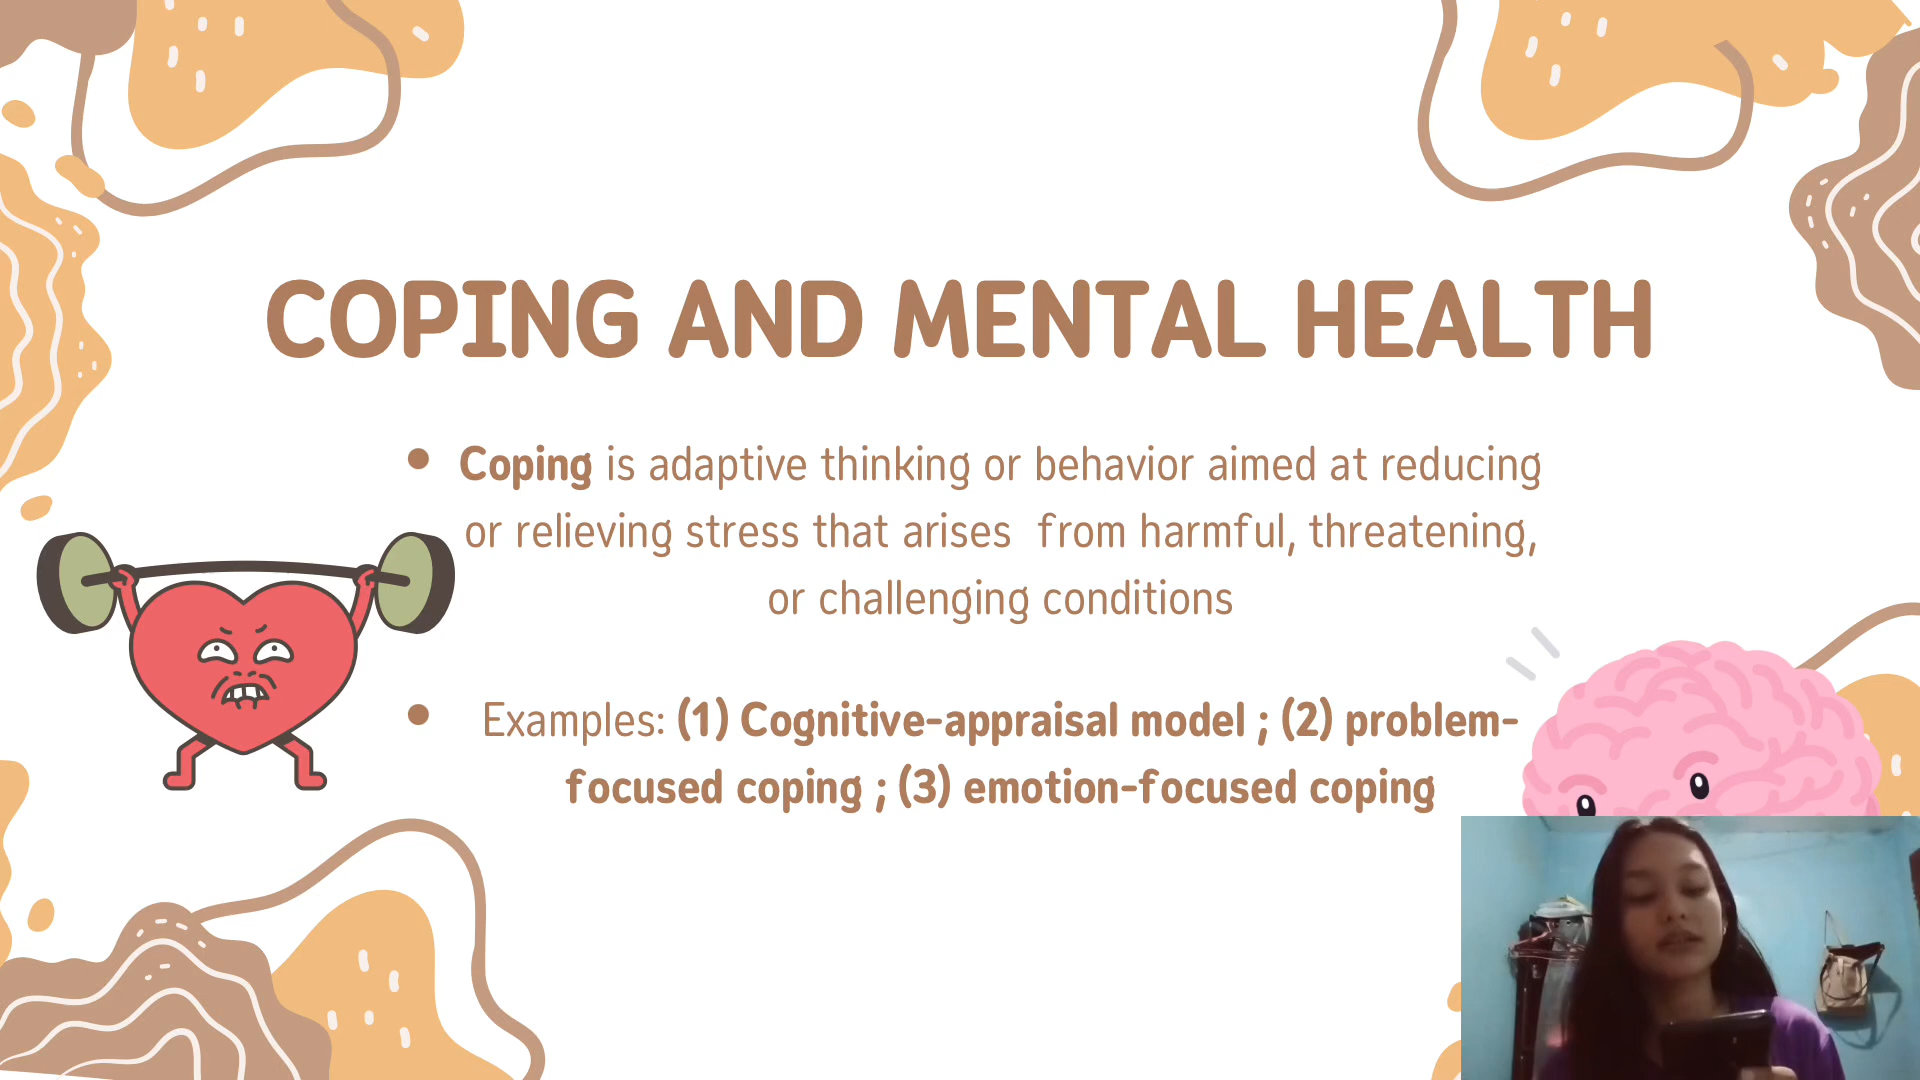 COPING AND MENTAL HEALTH
• Coping is adaptive thinking or behavior aimed at reducing
or relieving stress that arises from harmful, threatening,
or challenging conditions
• Examples: (1) Cognitive-appraisal model ; (2) problem-
focused coping ; (3) emotion-focused coping